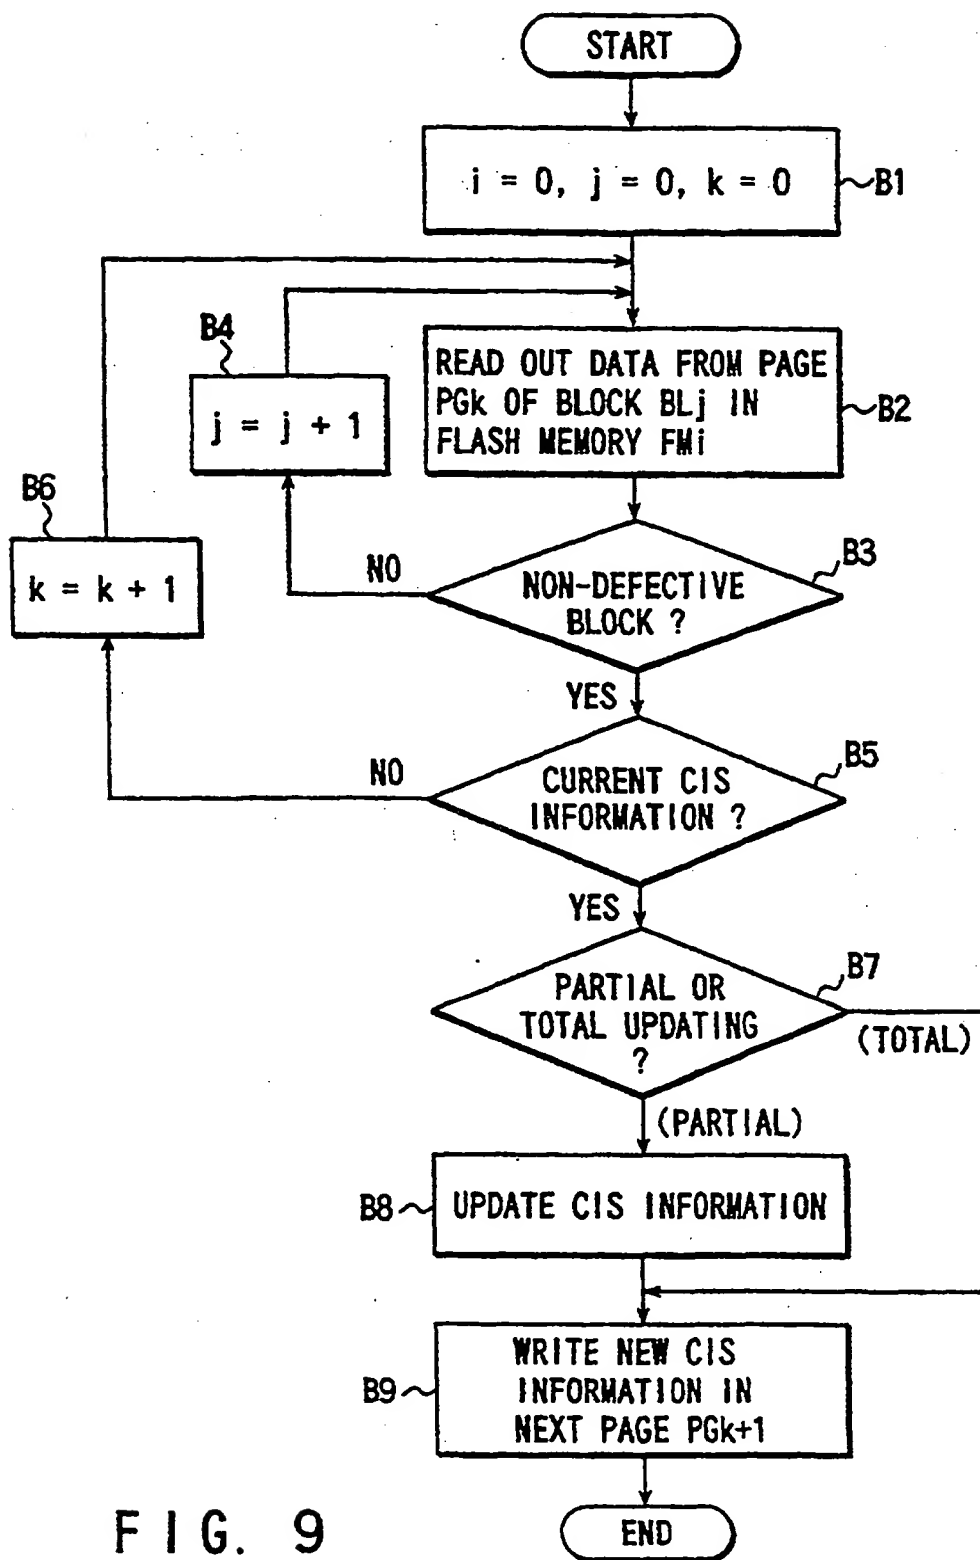 START
i = 0, j = 0, k = 0
B1
B4
j = j + 1
READ OUT DATA FROM PAGE
PGk OF BLOCK BLj IN
FLASH MEMORY FMi
B2
B6
k = k + 1
NO
NON-DEFECTIVE
BLOCK ?
B3
YES
NO
CURRENT CIS
INFORMATION ?
B5
YES
PARTIAL OR
TOTAL UPDATING
?
B7
(TOTAL)
(PARTIAL)
B8
UPDATE CIS INFORMATION
B9
WRITE NEW CIS
INFORMATION IN
NEXT PAGE PGk+1
END
FIG. 9